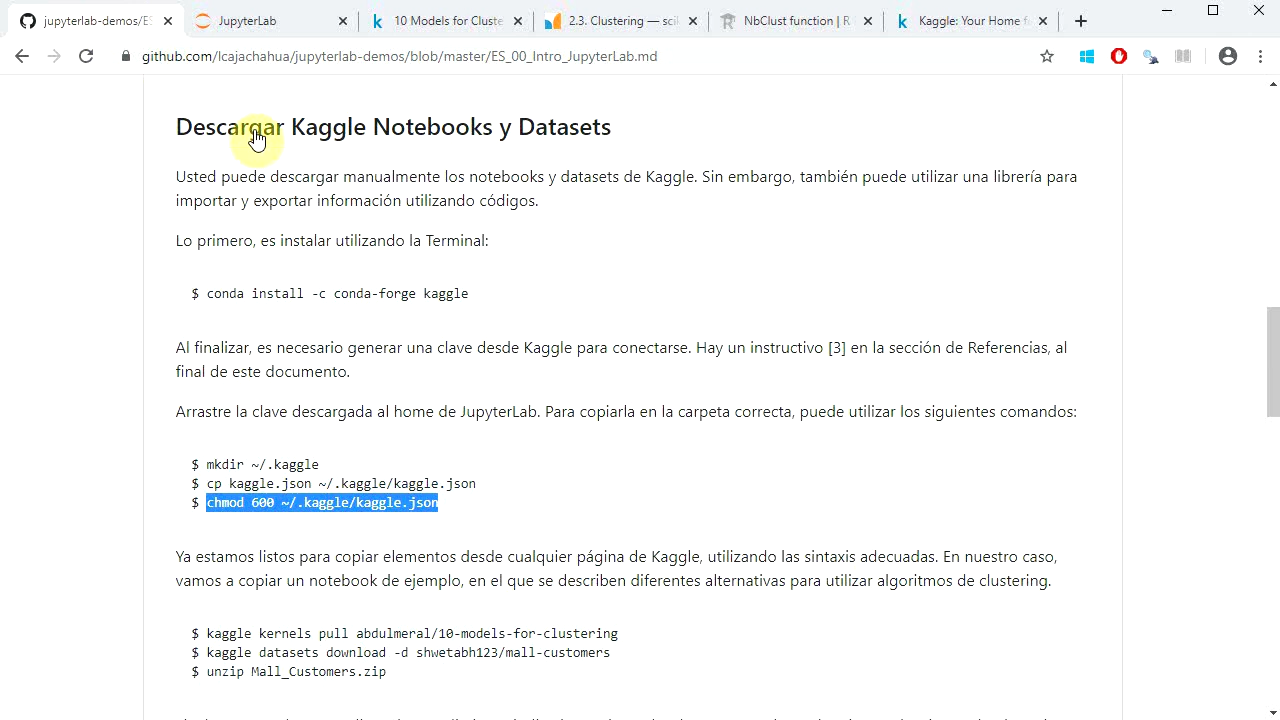 jupyterlab-demos/ES
JupyterLab
10 Models for Cluste
2.3. Clustering — sci
NbClust function | R
Kaggle: Your Home f
github.com/lcajachahua/jupyterlab-demos/blob/master/ES_00_Intro_JupyterLab.md
Descargar Kaggle Notebooks y Datasets
Usted puede descargar manualmente los notebooks y datasets de Kaggle. Sin embargo, también puede utilizar una librería para
importar y exportar información utilizando códigos.
Lo primero, es instalar utilizando la Terminal:
$ conda install -c conda-forge kaggle
Al finalizar, es necesario generar una clave desde Kaggle para conectarse. Hay un instructivo [3] en la sección de Referencias, al
final de este documento.
Arrastre la clave descargada al home de JupyterLab. Para copiarla en la carpeta correcta, puede utilizar los siguientes comandos:
$ mkdir ~/.kaggle
$ cp kaggle.json ~/.kaggle/kaggle.json
$ chmod 600 ~/.kaggle/kaggle.json
Ya estamos listos para copiar elementos desde cualquier página de Kaggle, utilizando las sintaxis adecuadas. En nuestro caso,
vamos a copiar un notebook de ejemplo, en el que se describen diferentes alternativas para utilizar algoritmos de clustering.
$ kaggle kernels pull abdulmeral/10-models-for-clustering
$ kaggle datasets download -d shwetabh123/mall-customers
$ unzip Mall_Customers.zip